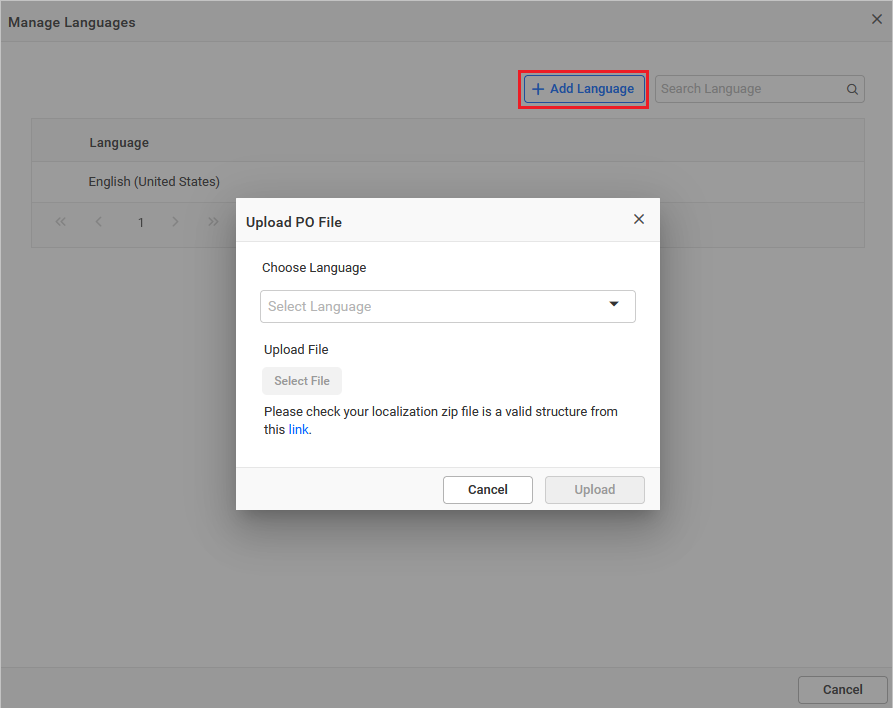 Manage Languages
Add Language
Search Language
Language
English (United States)
1
Upload PO File
Choose Language
Select Language
Upload File
Select File
Please check your localization zip file is a valid structure from
this link.
Cancel
Upload
Cancel